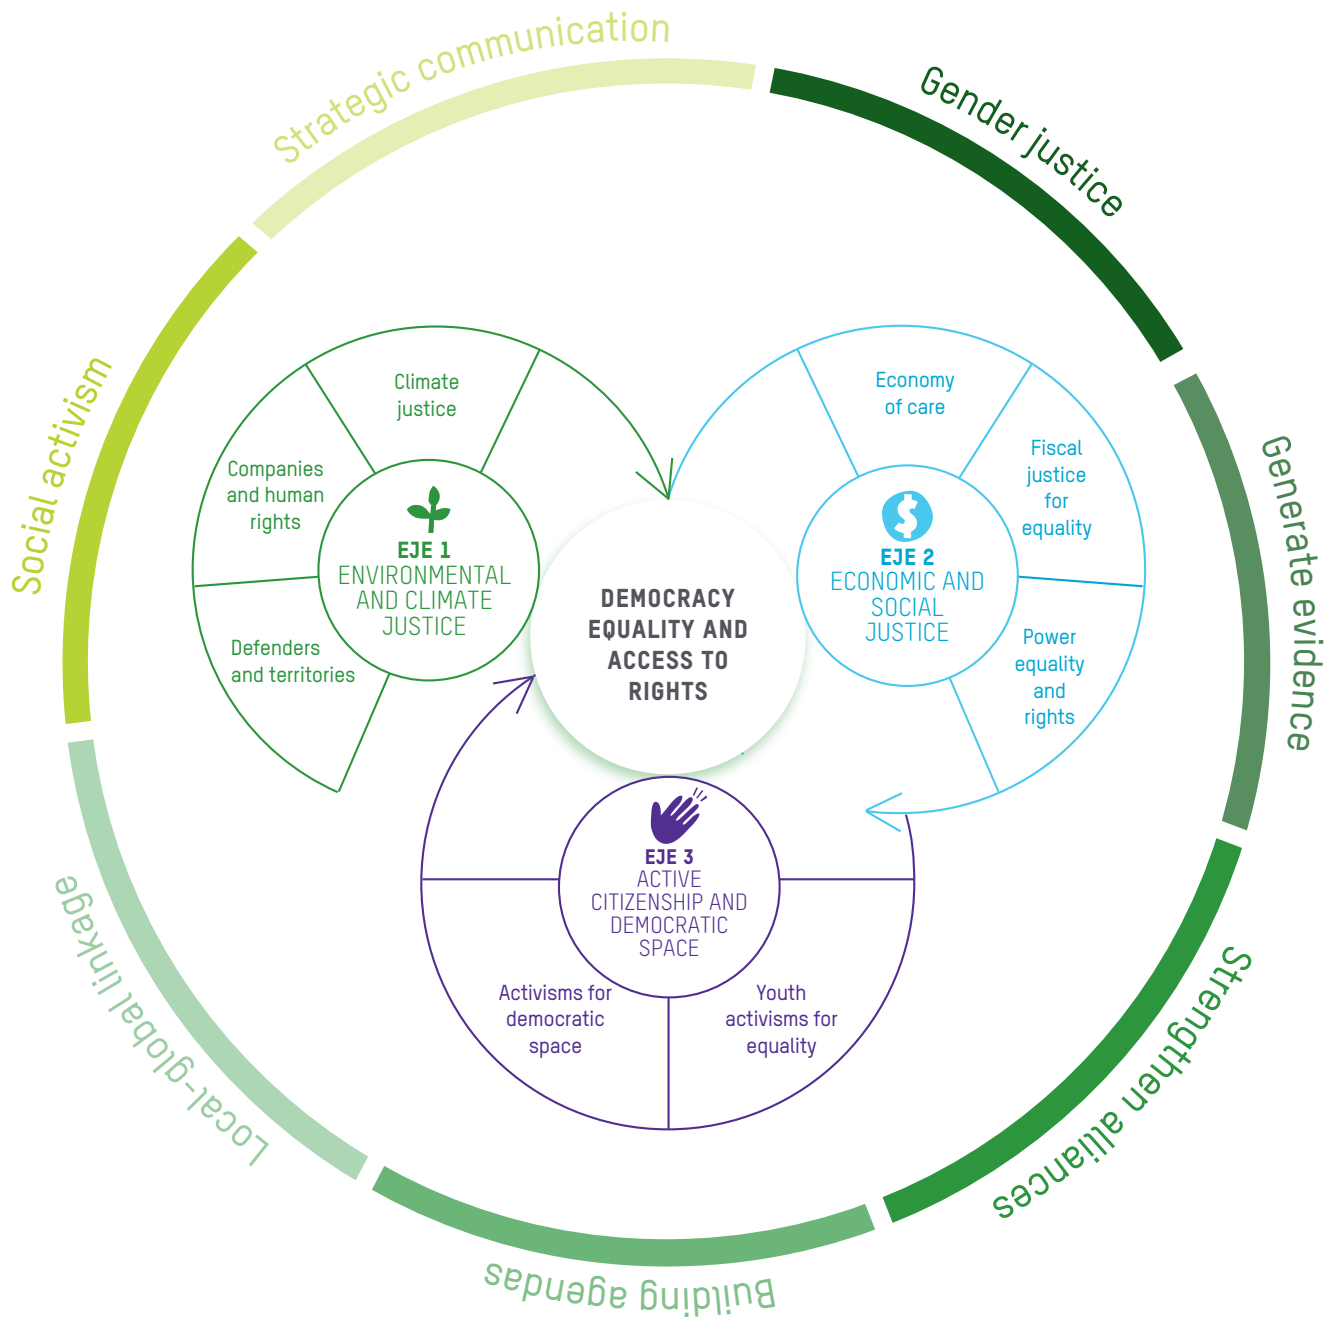 Strategic communication
Gender justice
Generate evidence
Strengthen alliances
Building agendas
Local-global linkage
Social activism
Climate
justice
Companies
and human
rights
Defenders
and territories
EJE 1
ENVIRONMENTAL
AND CLIMATE
JUSTICE
DEMOCRACY
EQUALITY AND
ACCESS TO
RIGHTS
Economy
of care
Fiscal
justice
for
equality
Power
equality
and
rights
EJE 2
ECONOMIC AND
SOCIAL
JUSTICE
EJE 3
ACTIVE
CITIZENSHIP AND
DEMOCRATIC
SPACE
Activisms for
democratic
space
Youth
activisms for
equality